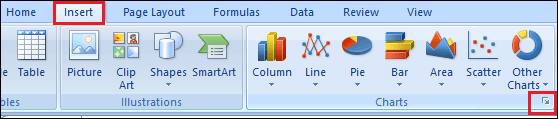 Home Insert Page Layout Formulas Data Review View
Table Picture Clip Art Shapes SmartArt Column Line Pie Bar Area Scatter Other Charts
Illustrations Charts